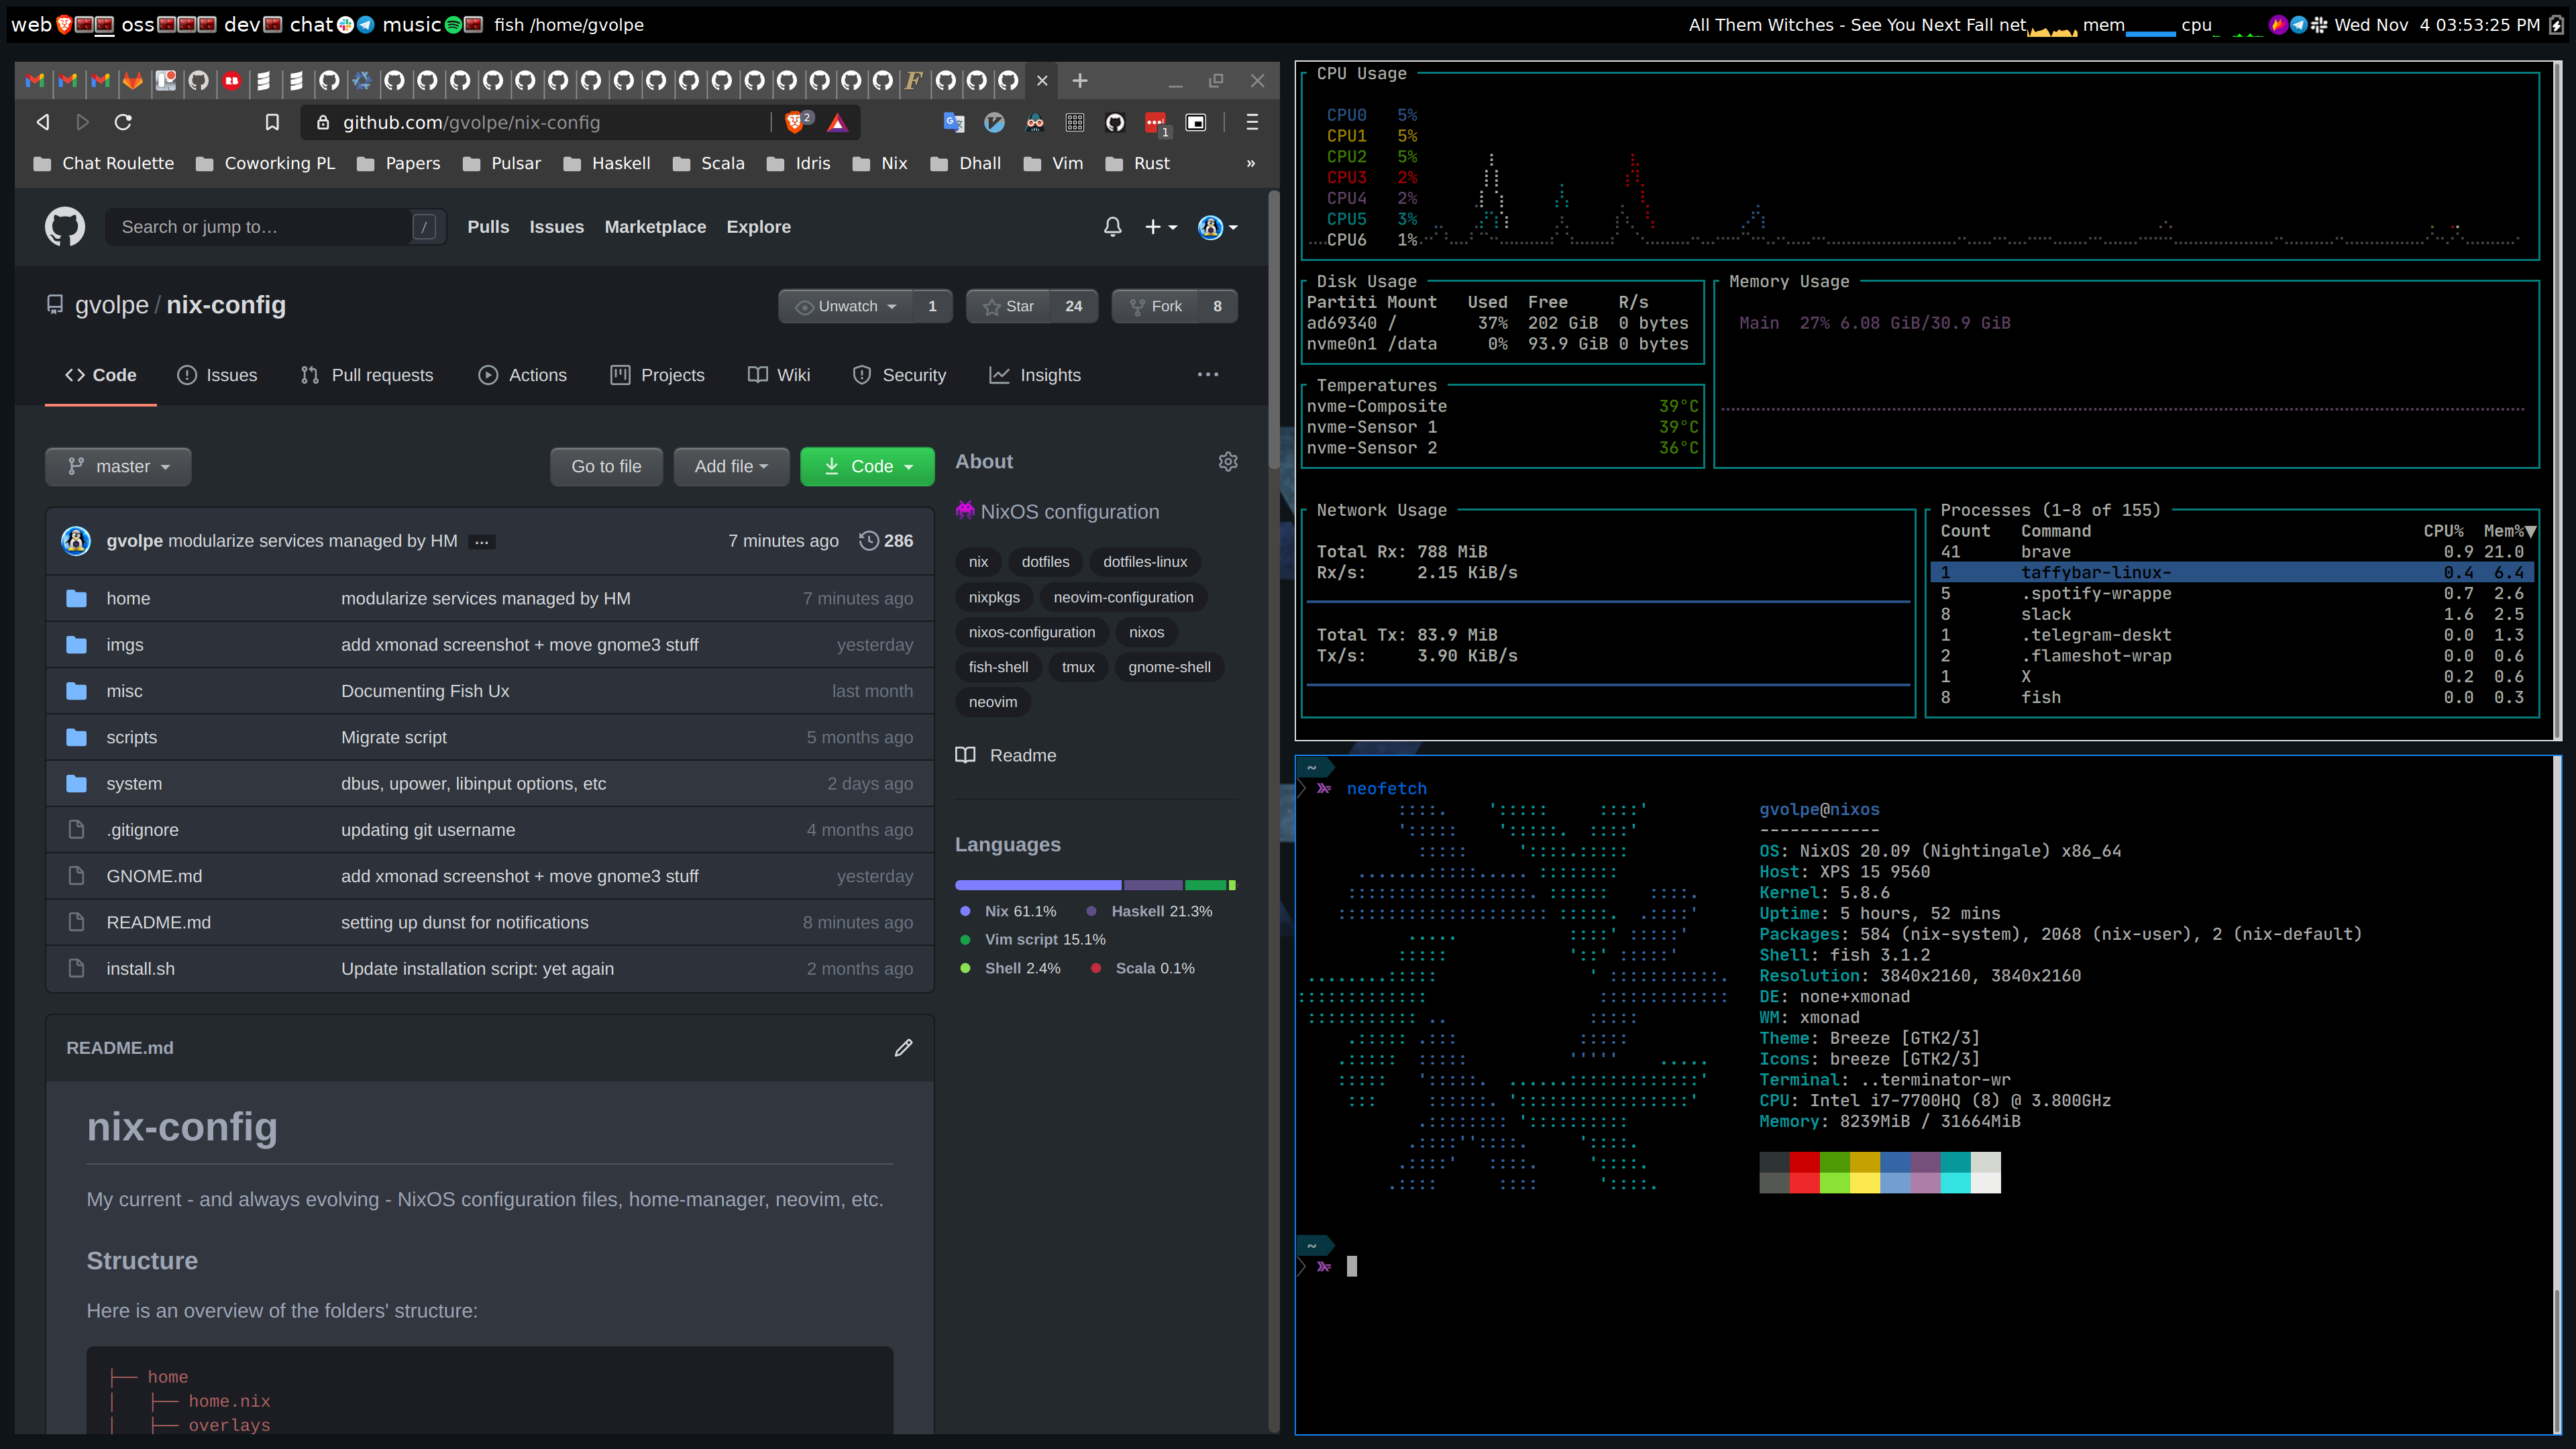 web oss dev chat music fish /home/gvolpe
All Them Witches - See You Next Fall net mem cpu Wed Nov 4 03:53:25 PM
github.com/gvolpe/nix-config 2 1
Chat Roulette Coworking PL Papers Pulsar Haskell Scala Idris Nix Dhall Vim Rust »
Search or jump to… / Pulls Issues Marketplace Explore
gvolpe / nix-config Unwatch 1 Star 24 Fork 8
Code Issues Pull requests Actions Projects Wiki Security Insights ...
master Go to file Add file Code
gvolpe modularize services managed by HM ... 7 minutes ago 286
home modularize services managed by HM 7 minutes ago
imgs add xmonad screenshot + move gnome3 stuff yesterday
misc Documenting Fish Ux last month
scripts Migrate script 5 months ago
system dbus, upower, libinput options, etc 2 days ago
.gitignore updating git username 4 months ago
GNOME.md add xmonad screenshot + move gnome3 stuff yesterday
README.md setting up dunst for notifications 8 minutes ago
install.sh Update installation script: yet again 2 months ago
README.md
nix-config
My current - and always evolving - NixOS configuration files, home-manager, neovim, etc.
Structure
Here is an overview of the folders' structure:
├── home
│   ├── home.nix
│   ├── overlays
About
NixOS configuration
nix dotfiles dotfiles-linux
nixpkgs neovim-configuration
nixos-configuration nixos
fish-shell tmux gnome-shell
neovim
Readme
Languages
Nix 61.1% Haskell 21.3%
Vim script 15.1%
Shell 2.4% Scala 0.1%
CPU Usage
CPU0 5%
CPU1 5%
CPU2 5%
CPU3 2%
CPU4 2%
CPU5 3%
CPU6 1%
Disk Usage
Partiti Mount Used Free R/s
ad69340 / 37% 202 GiB 0 bytes
nvme0n1 /data 0% 93.9 GiB 0 bytes
Memory Usage
Main 27% 6.08 GiB/30.9 GiB
Temperatures
nvme-Composite 39°C
nvme-Sensor 1 39°C
nvme-Sensor 2 36°C
Network Usage
Total Rx: 788 MiB
Rx/s: 2.15 KiB/s
Total Tx: 83.9 MiB
Tx/s: 3.90 KiB/s
Processes (1-8 of 155)
Count Command CPU% Mem%▼
41 brave 0.9 21.0
1 taffybar-linux- 0.4 6.4
5 .spotify-wrappe 0.7 2.6
8 slack 1.6 2.5
1 .telegram-deskt 0.0 1.3
2 .flameshot-wrap 0.0 0.6
1 X 0.2 0.6
8 fish 0.0 0.3
~
neofetch
gvolpe@nixos
------------
OS: NixOS 20.09 (Nightingale) x86_64
Host: XPS 15 9560
Kernel: 5.8.6
Uptime: 5 hours, 52 mins
Packages: 584 (nix-system), 2068 (nix-user), 2 (nix-default)
Shell: fish 3.1.2
Resolution: 3840x2160, 3840x2160
DE: none+xmonad
WM: xmonad
Theme: Breeze [GTK2/3]
Icons: breeze [GTK2/3]
Terminal: ..terminator-wr
CPU: Intel i7-7700HQ (8) @ 3.800GHz
Memory: 8239MiB / 31664MiB
~